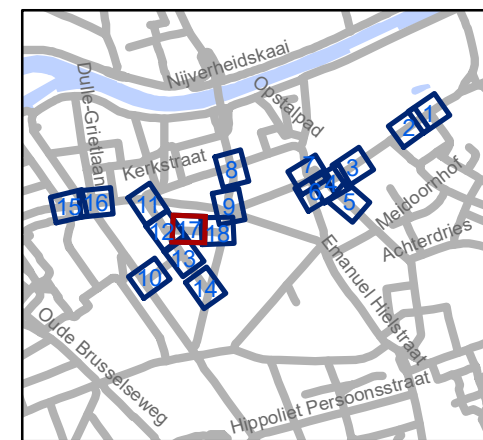 Nijverheidskaai
Dulle-Grietlaan
Opstalpad
Kerkstraat
1
2
3
4
5
6
7
8
9
10
11
12
13
14
15
16
17
18
Meidoornhof
Achterdries
Emanuel Hielstraat
Oude Brusselseweg
Hippoliet Persoonsstraat